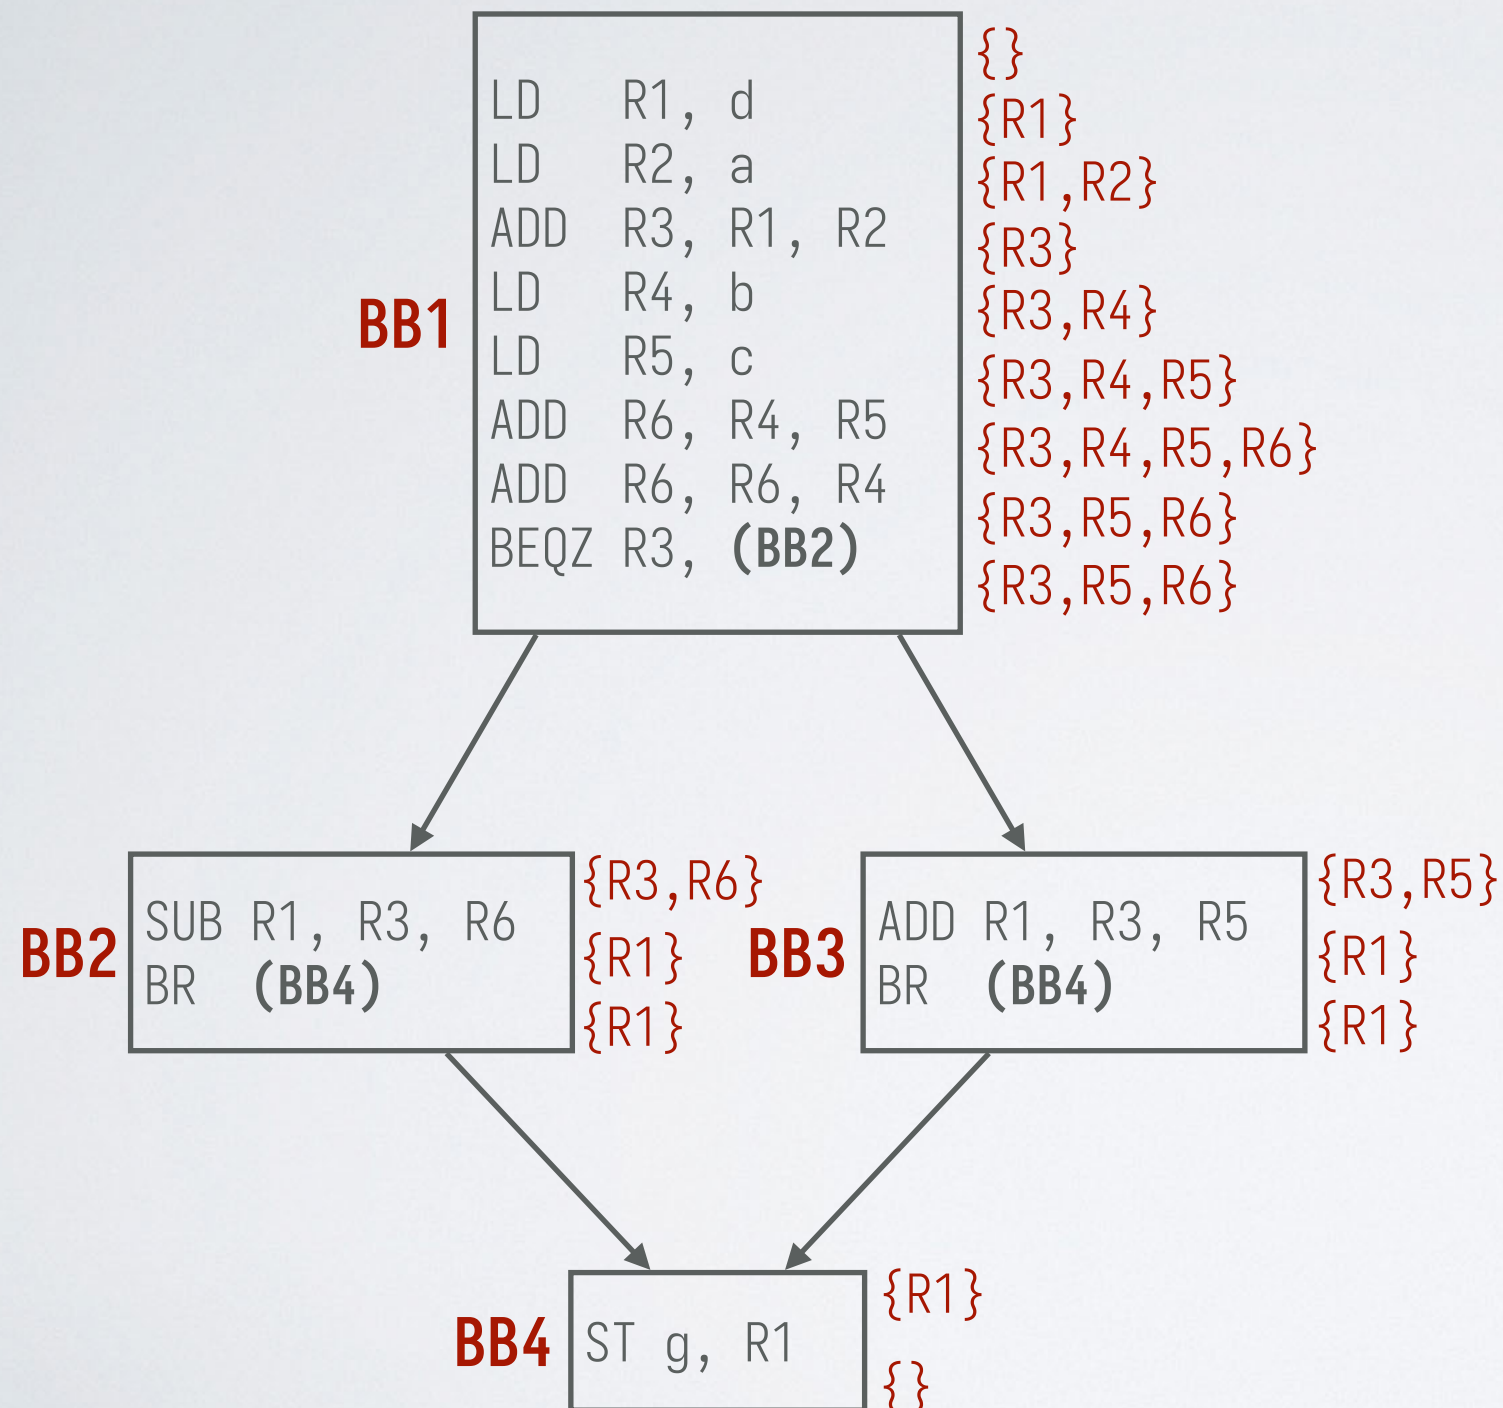 {}
LD R1, d
{R1}
LD R2, a
{R1,R2}
ADD R3, R1, R2
{R3}
LD R4, b
{R3,R4}
BB1
LD R5, c
{R3,R4,R5}
ADD R6, R4, R5
{R3,R4,R5,R6}
ADD R6, R6, R4
{R3,R5,R6}
BEQZ R3, (BB2)
{R3,R5,R6}
BB2
{R3,R6}
SUB R1, R3, R6
{R1}
BR (BB4)
{R1}
BB3
{R3,R5}
ADD R1, R3, R5
{R1}
BR (BB4)
{R1}
BB4
{R1}
ST g, R1
{}